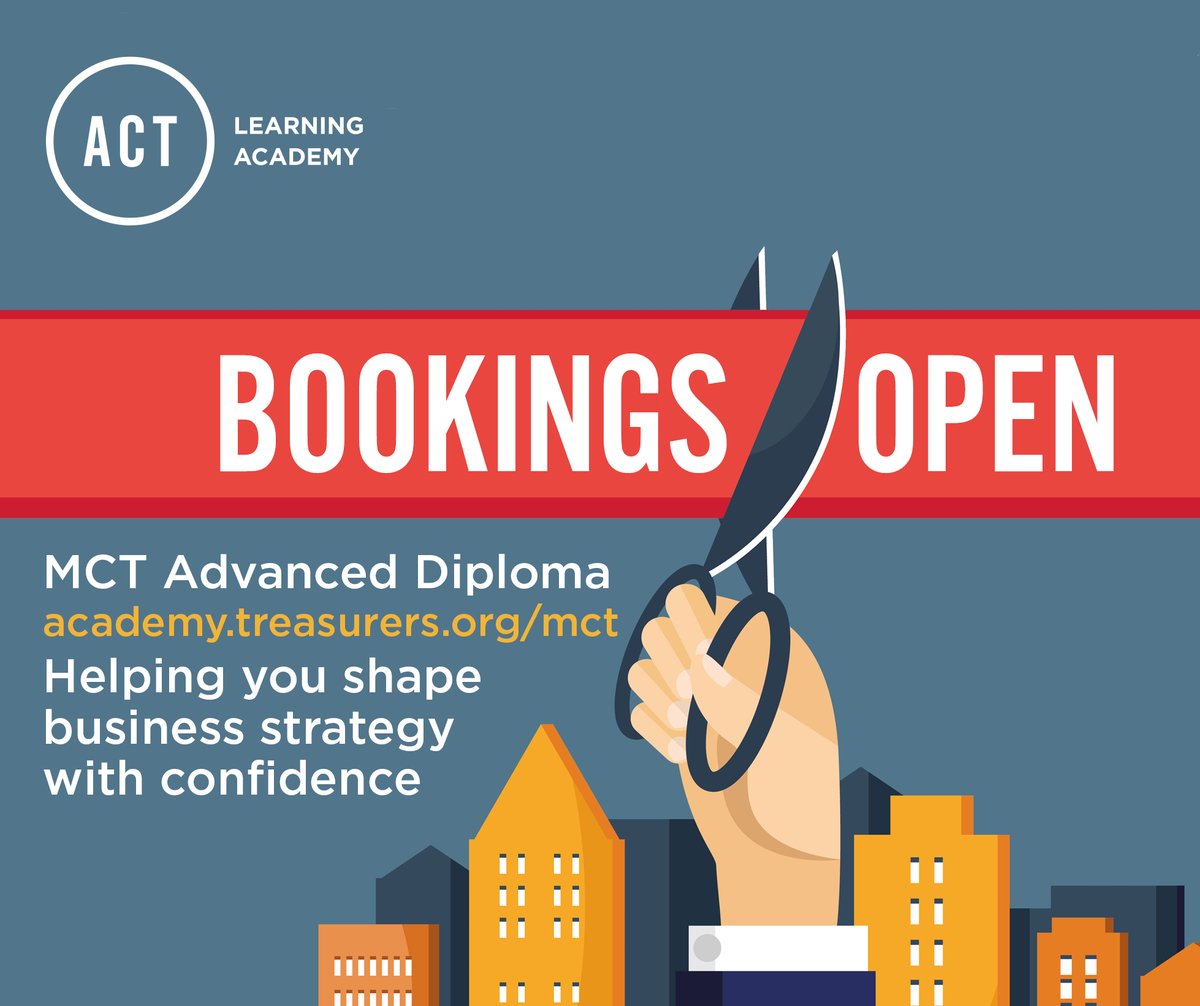 ACT
LEARNING
ACADEMY
BOOKINGS OPEN
MCT Advanced Diploma
academy.treasurers.org/mct
Helping you shape
business strategy
with confidence